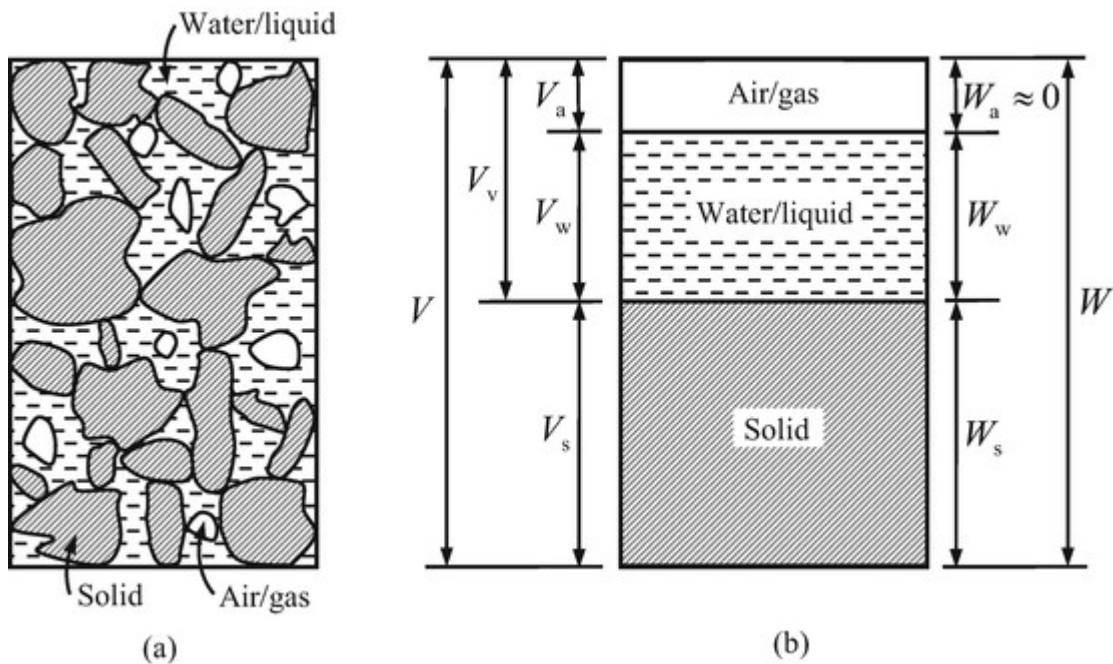 Water/liquid
Solid
Air/gas
(a)
V
V_v
V_a
V_w
V_s
Air/gas
Water/liquid
Solid
W_a ≈ 0
W_w
W_s
W
(b)